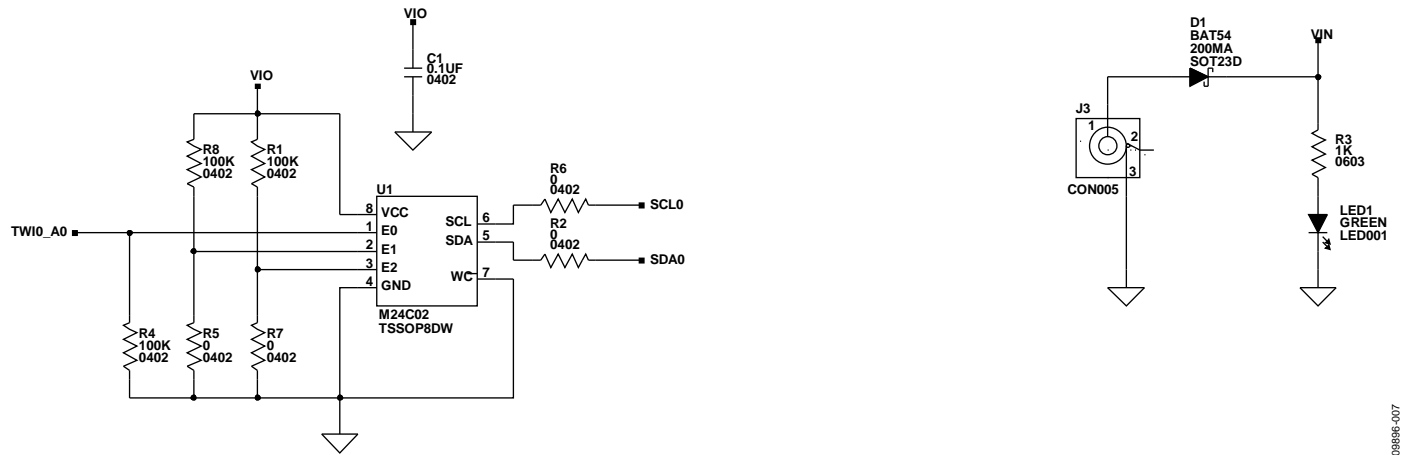 VIO
C1
0.1UF
0402
VIO
R8
100K
0402
R1
100K
0402
U1
8 VCC
1 E0
2 E1
3 E2
4 GND
SCL 6
SDA 5
WC 7
M24C02
TSSOP8DW
R6
0
0402
SCL0
R2
0
0402
SDA0
TWI0_A0
R4
100K
0402
R5
0
0402
R7
0
0402
D1
BAT54
200MA
SOT23D
VIN
J3
1
2
3
CON005
R3
1K
0603
LED1
GREEN
LED001
09896-007